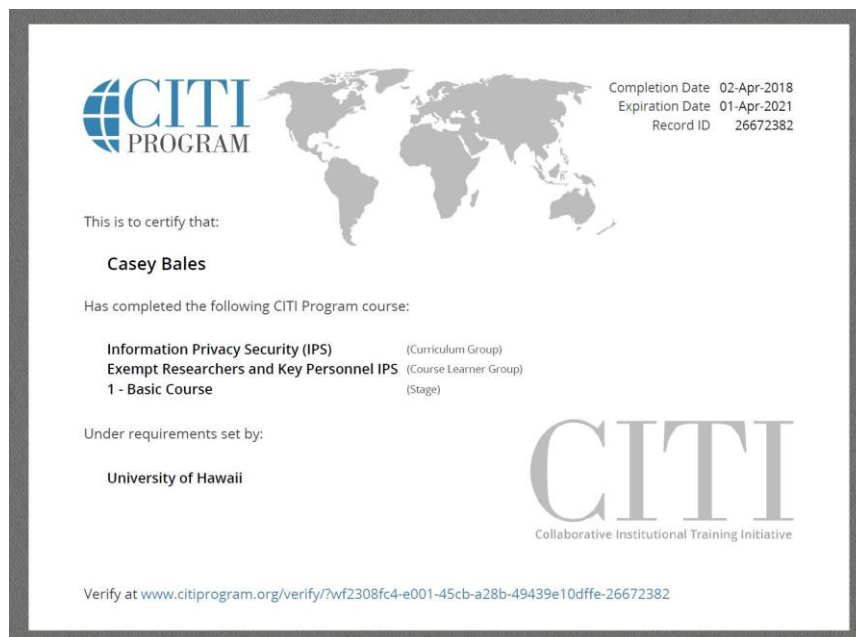 CITI
PROGRAM
Completion Date 02-Apr-2018
Expiration Date 01-Apr-2021
Record ID 26672382
This is to certify that:
Casey Bales
Has completed the following CITI Program course:
Information Privacy Security (IPS) (Curriculum Group)
Exempt Researchers and Key Personnel IPS (Course Learner Group)
1 - Basic Course (Stage)
Under requirements set by:
University of Hawaii
CITI
Collaborative Institutional Training Initiative
Verify at www.citiprogram.org/verify/?wf2308fc4-e001-45cb-a28b-49439e10dffe-26672382